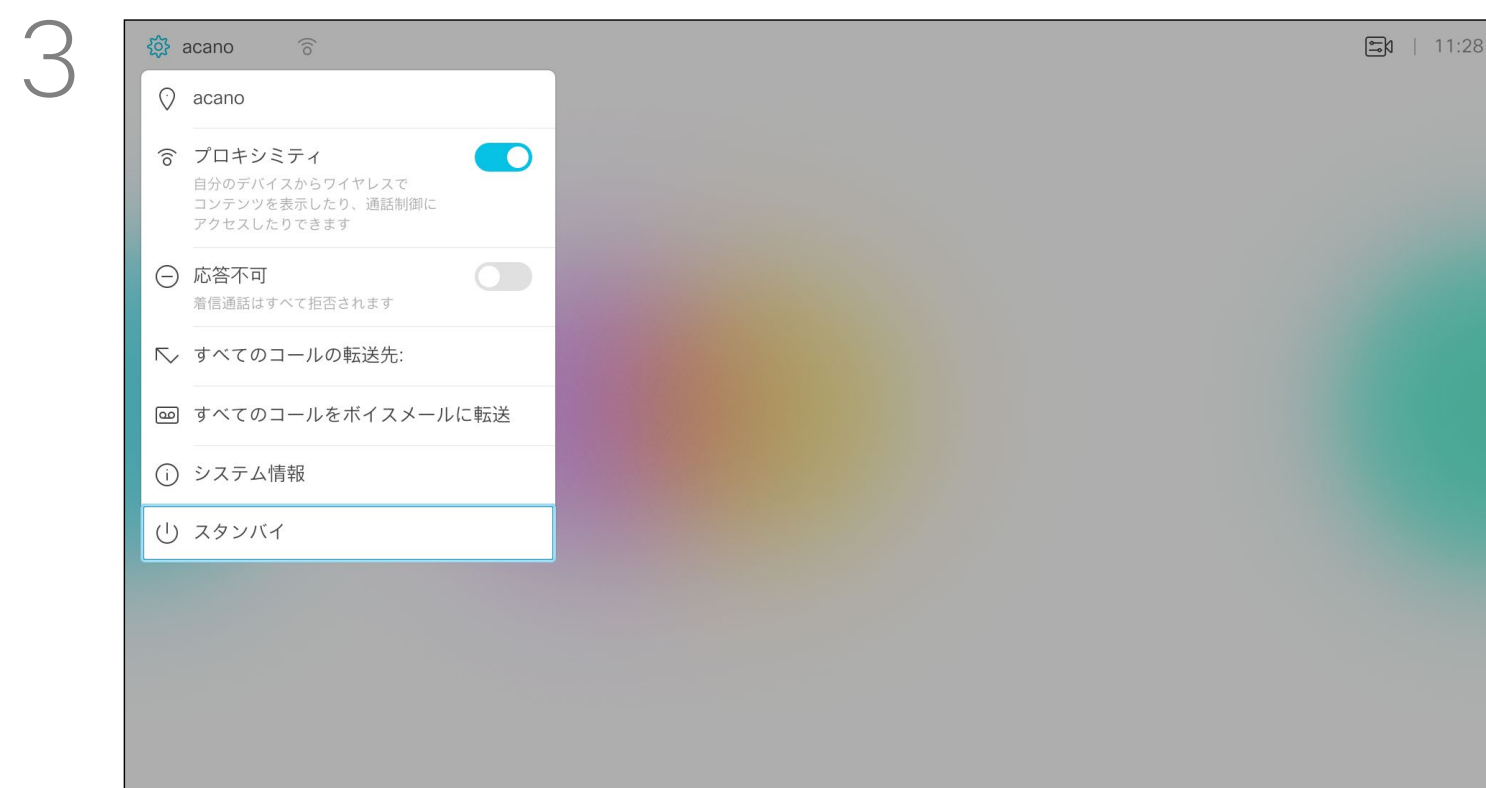 3
acano
11:28
acano
プロキシミティ
自分のデバイスからワイヤレスで
コンテンツを表示したり、通話制御に
アクセスしたりできます
応答不可
着信通話はすべて拒否されます
すべてのコールの転送先:
すべてのコールをボイスメールに転送
システム情報
スタンバイ